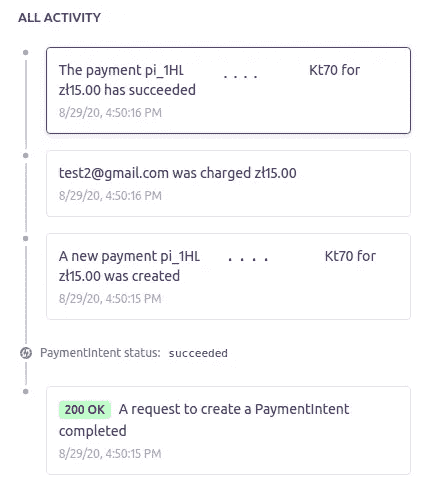 ALL ACTIVITY
The payment pi_1HL .... Kt70 for
zł15.00 has succeeded
8/29/20, 4:50:16 PM
test2@gmail.com was charged zł15.00
8/29/20, 4:50:16 PM
A new payment pi_1HL .... Kt70 for
zł15.00 was created
8/29/20, 4:50:15 PM
PaymentIntent status: succeeded
200 OK A request to create a PaymentIntent
completed
8/29/20, 4:50:15 PM